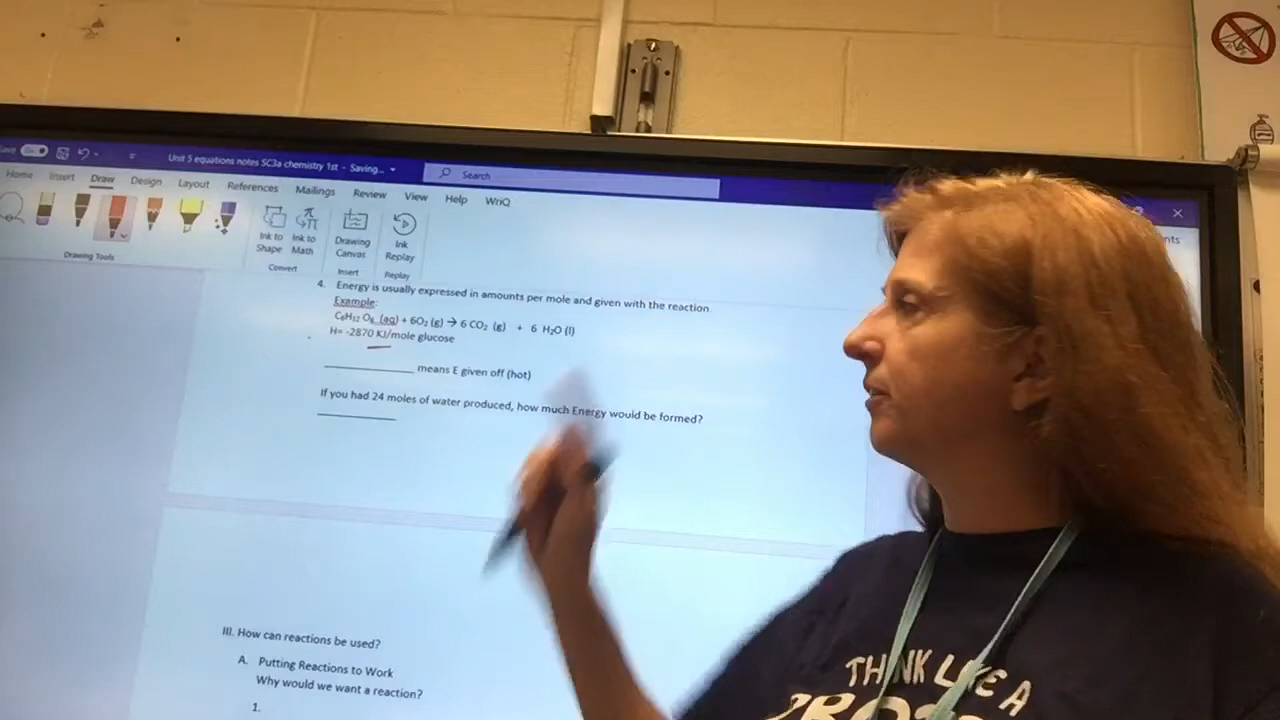 Unit 5 equations notes SC3a chemistry 1st - Saving...
Search
Home Insert Draw Design Layout References Mailings Review View Help WriQ
Ink to Shape
Ink to Math
Drawing Canvas
Ink Replay
Drawing Tools
Convert
Insert
Replay
4. Energy is usually expressed in amounts per mole and given with the reaction.
Example:
C₆H₁₂ O₆ (aq) + 6O₂ (g) → 6 CO₂ (g) + 6 H₂O (l)
H= -2870 KJ/mole glucose
____________ means E given off (hot)
If you had 24 moles of water produced, how much Energy would be formed?
____________
III. How can reactions be used?
A. Putting Reactions to Work
Why would we want a reaction?
1.
THINK LIKE A